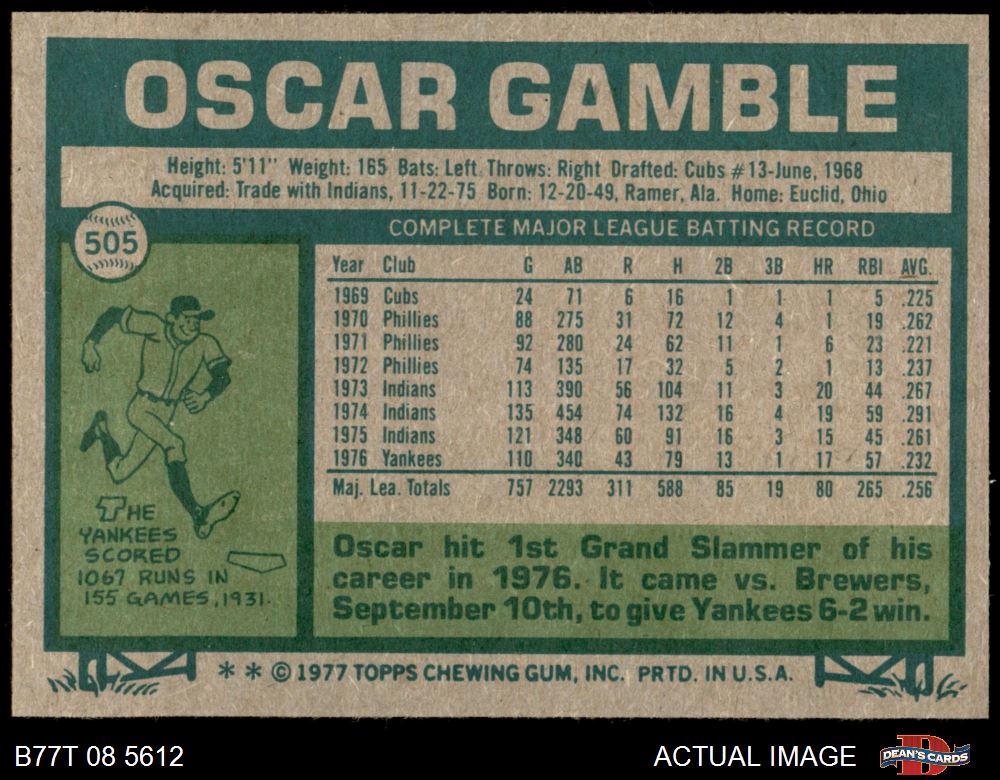 OSCAR GAMBLE
Height: 5'11" Weight: 165 Bats: Left Throws: Right Drafted: Cubs #13-June, 1968
Acquired: Trade with Indians, 11-22-75 Born: 12-20-49, Ramer, Ala. Home: Euclid, Ohio
505
COMPLETE MAJOR LEAGUE BATTING RECORD
Year Club G AB R H 2B 3B HR RBI AVG.
1969 Cubs 24 71 6 16 1 1 1 5 .225
1970 Phillies 88 275 31 72 12 4 1 19 .262
1971 Phillies 92 280 24 62 11 1 6 23 .221
1972 Phillies 74 135 17 32 5 2 1 13 .237
1973 Indians 113 390 56 104 11 3 20 44 .267
1974 Indians 135 454 74 132 16 4 19 59 .291
1975 Indians 121 348 60 91 16 3 15 45 .261
1976 Yankees 110 340 43 79 13 1 17 57 .232
Maj. Lea. Totals 757 2293 311 588 85 19 80 265 .256
THE
YANKEES
SCORED
1067 RUNS IN
155 GAMES, 1931.
Oscar hit 1st Grand Slammer of his
career in 1976. It came vs. Brewers,
September 10th, to give Yankees 6-2 win.
* * © 1977 TOPPS CHEWING GUM, INC. PRTD. IN U.S.A.
B77T 08 5612
ACTUAL IMAGE
DEAN'S CARDS